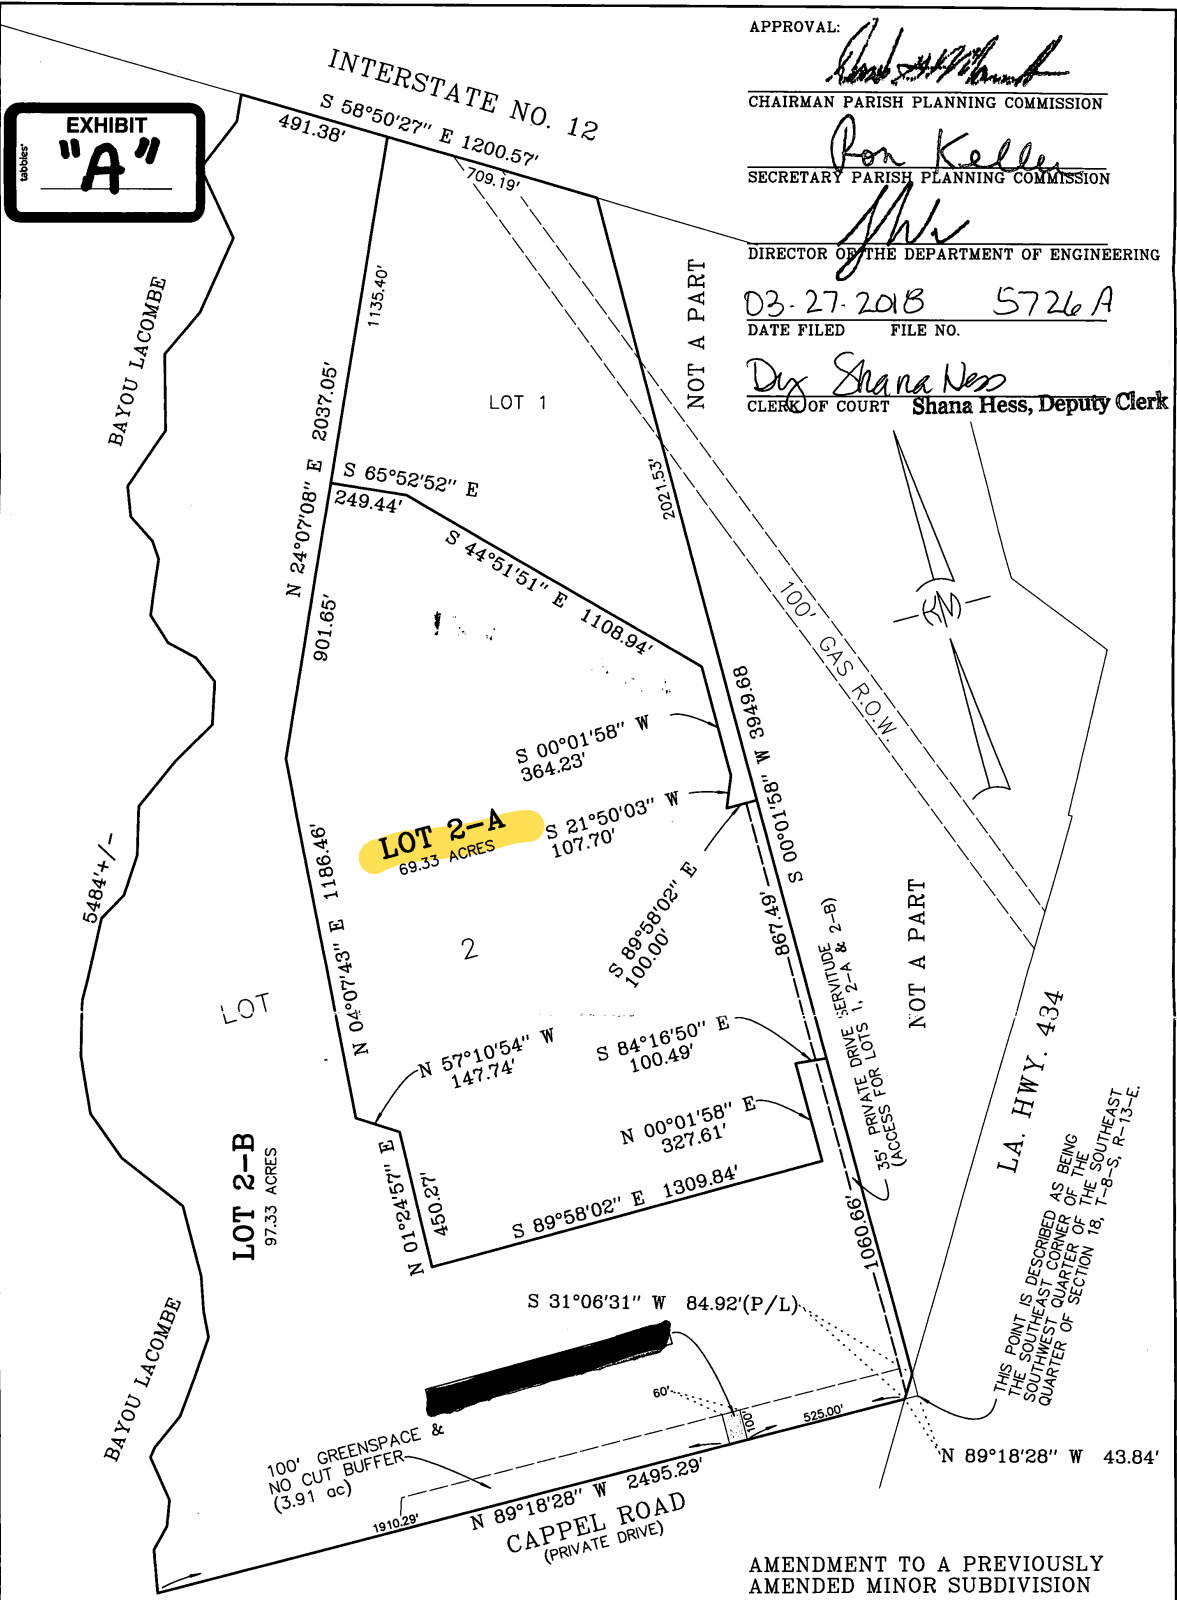 EXHIBIT
"A"
tabbies®
APPROVAL:
CHAIRMAN PARISH PLANNING COMMISSION
Ron Keller
SECRETARY PARISH PLANNING COMMISSION
DIRECTOR OF THE DEPARTMENT OF ENGINEERING
03-27-2018 5726A
DATE FILED FILE NO.
Dy Shana Hess
CLERK OF COURT Shana Hess, Deputy Clerk
INTERSTATE NO. 12
S 58°50'27" E 1200.57'
491.38'
709.19'
BAYOU LACOMBE
1135.40'
N 24°07'08" E 2037.05'
LOT 1
NOT A PART
2021.53'
S 65°52'52" E
249.44'
S 44°51'51" E 1108.94'
901.65'
100' GAS R.O.W.
KM
S 00°01'58" W 3949.68
S 00°01'58" W
364.23'
S 21°50'03" W
107.70'
LOT 2-A
69.33 ACRES
S 89°58'02" E
100.00'
867.49'
5484'+/-
N 04°07'43" E 1186.46'
2
LOT
NOT A PART
35' PRIVATE DRIVE SERVITUDE
(ACCESS FOR LOTS 1, 2-A & 2-B)
N 57°10'54" W
147.74'
S 84°16'50" E
100.49'
N 00°01'58" E
327.61'
LA. HWY. 434
LOT 2-B
97.33 ACRES
N 01°24'57" E
450.27'
S 89°58'02" E 1309.84'
1060.66'
THIS POINT IS DESCRIBED AS BEING
THE SOUTHEAST CORNER OF THE
SOUTHWEST QUARTER OF THE SOUTHEAST
QUARTER OF SECTION 18, T-8-S, R-13-E.
S 31°06'31" W 84.92'(P/L)
BAYOU LACOMBE
60'
100'
525.00'
100' GREENSPACE &
NO CUT BUFFER
(3.91 ac)
N 89°18'28" W 43.84'
1910.29'
N 89°18'28" W 2495.29'
CAPPEL ROAD
(PRIVATE DRIVE)
AMENDMENT TO A PREVIOUSLY
AMENDED MINOR SUBDIVISION